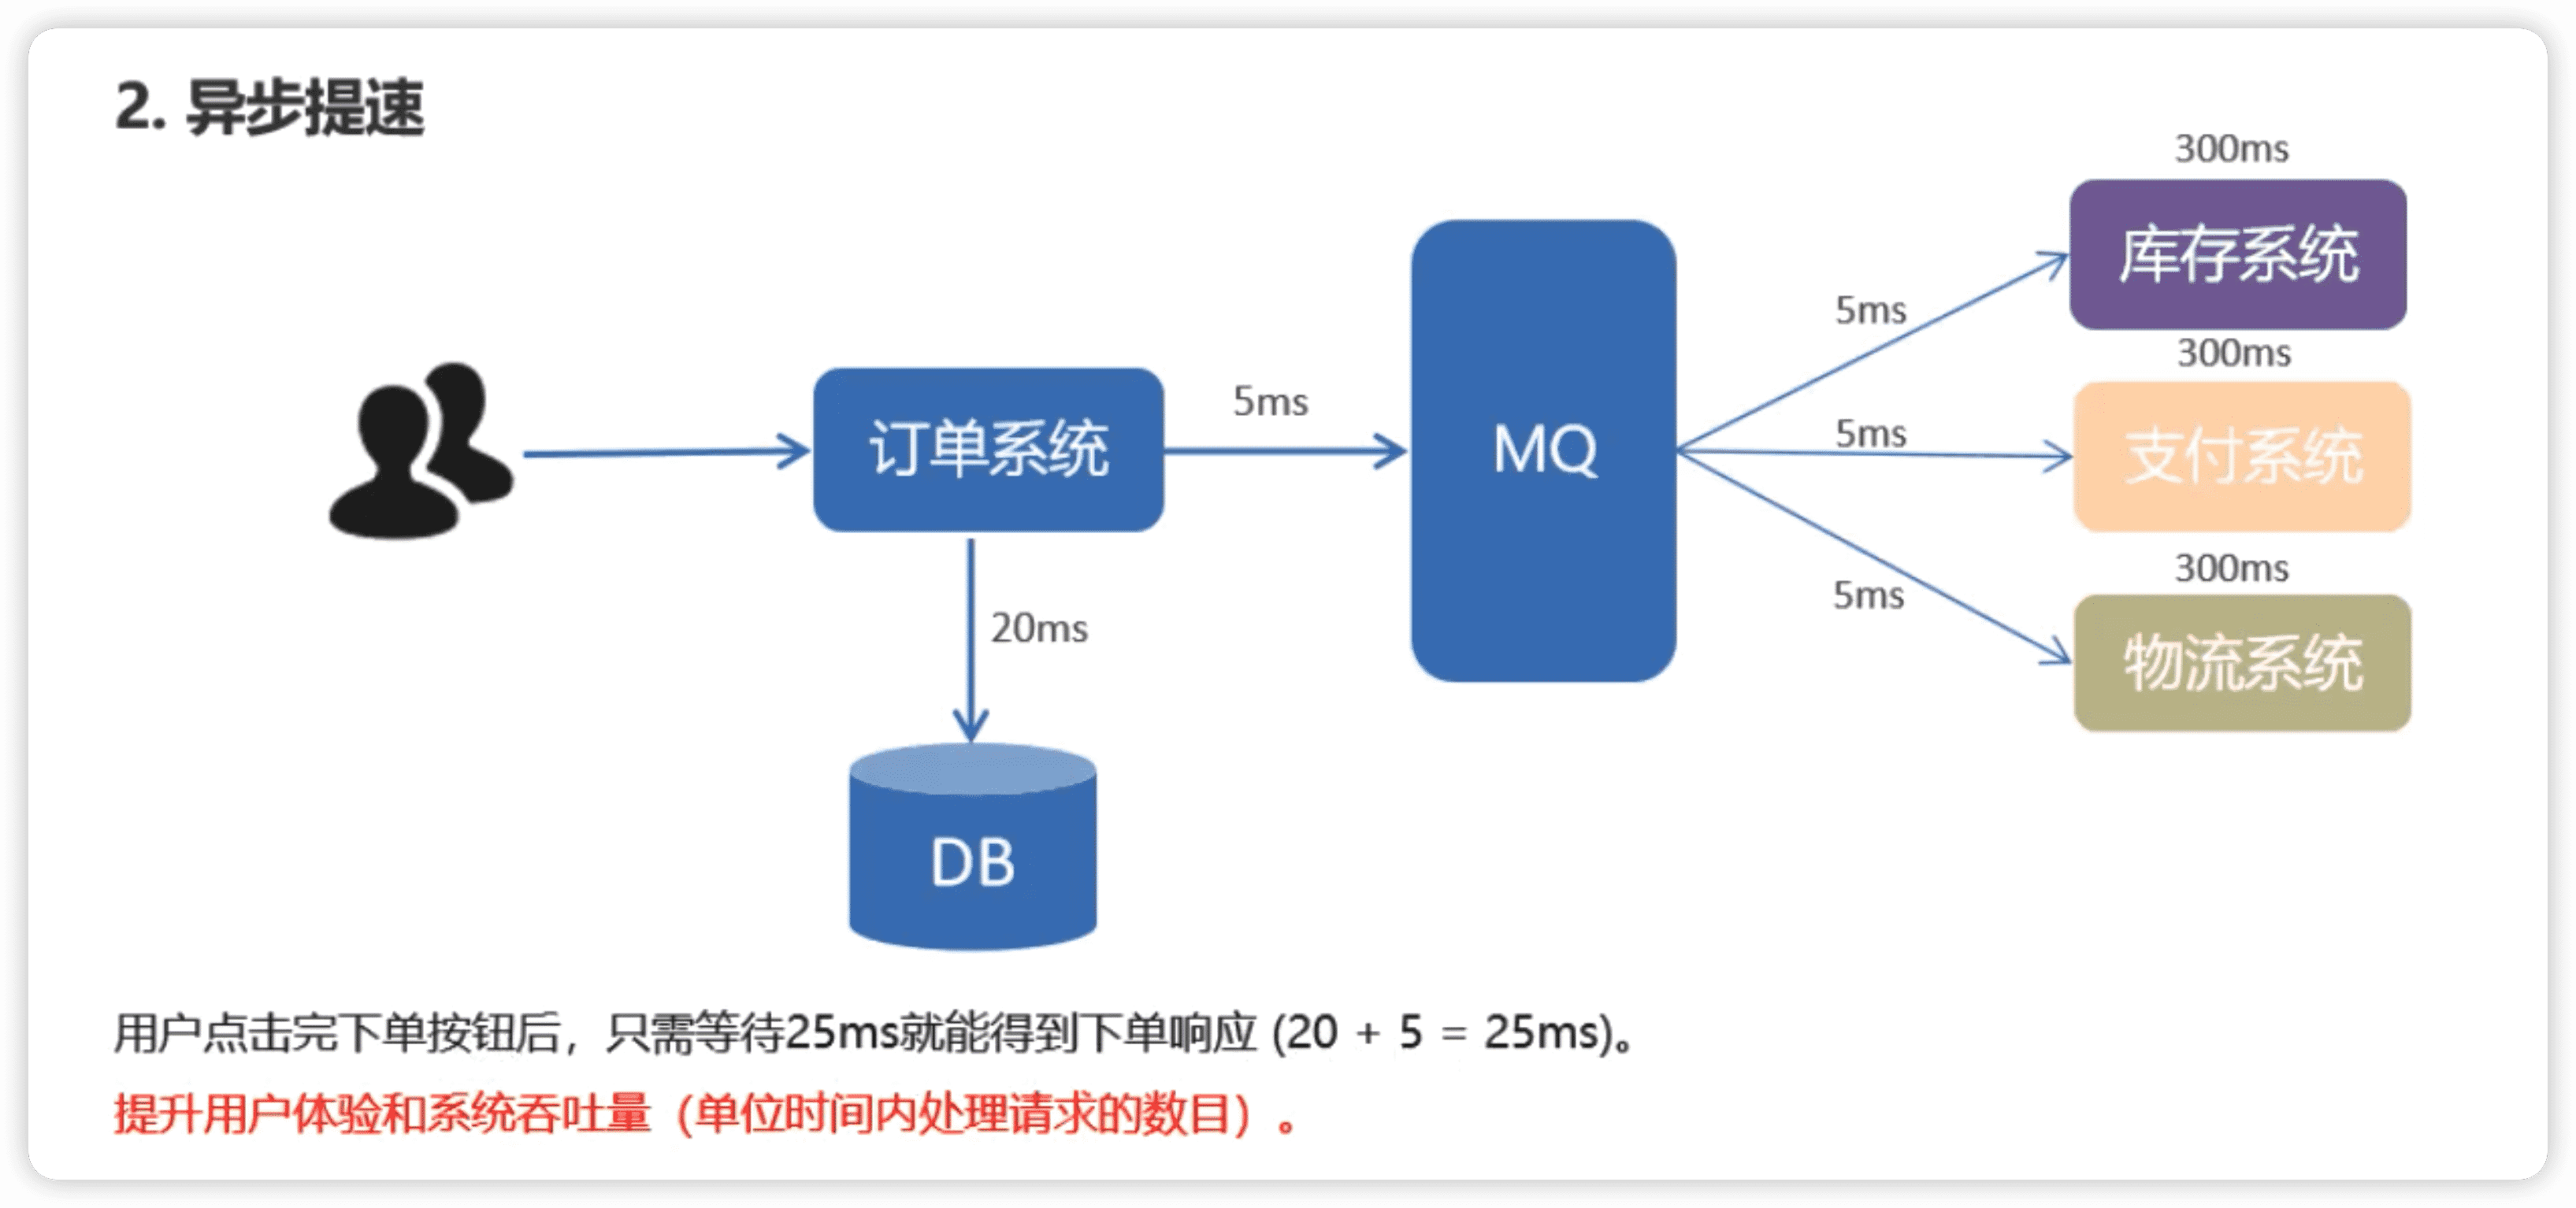 2. 异步提速
300ms
库存系统
5ms
300ms
订单系统
5ms
MQ
5ms
支付系统
300ms
5ms
物流系统
20ms
DB
用户点击完下单按钮后，只需等待25ms就能得到下单响应 (20 + 5 = 25ms)。
提升用户体验和系统吞吐量（单位时间内处理请求的数目）。